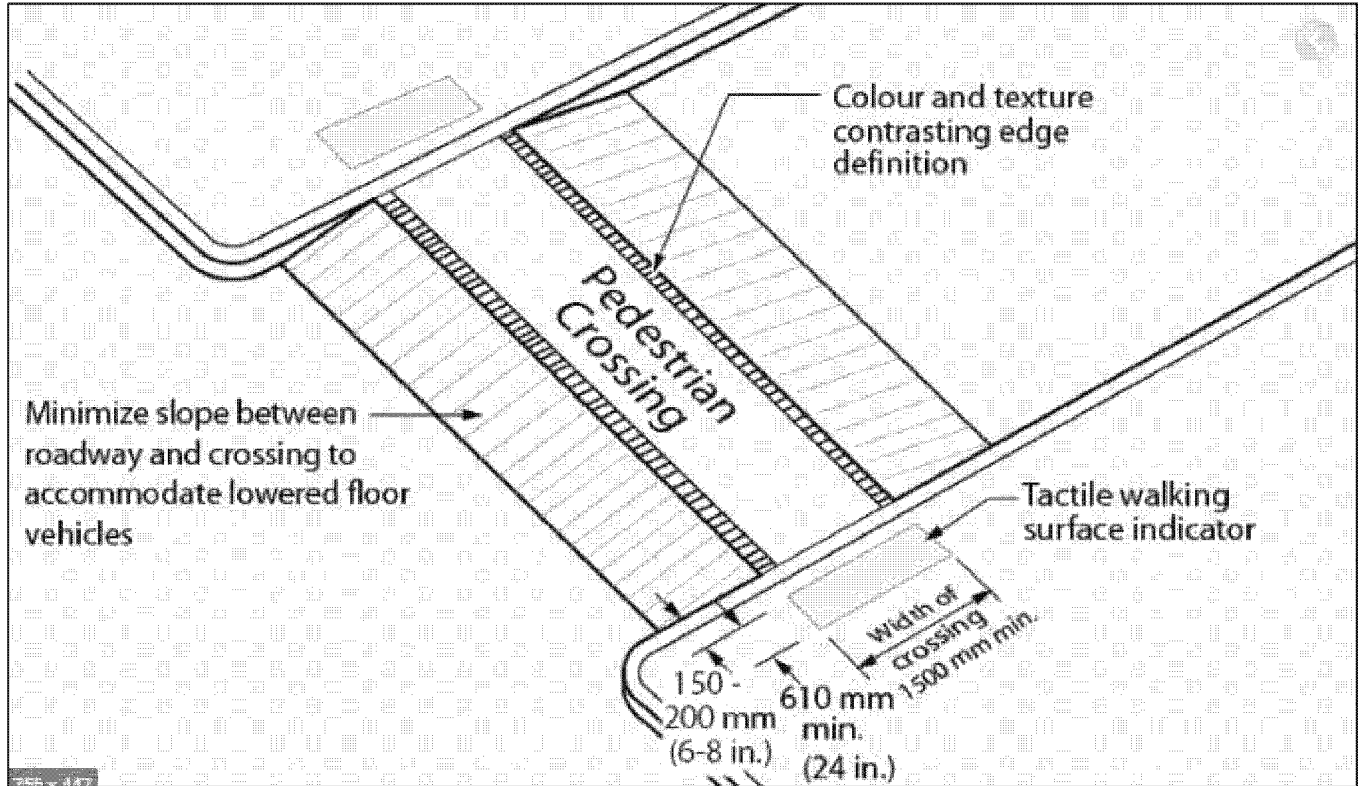 Colour and texture
contrasting edge
definition
Pedestrian
Crossing
Minimize slope between
roadway and crossing to
accommodate lowered floor
vehicles
Tactile walking
surface indicator
Width of
crossing
1500 mm min.
150 -
200 mm
(6-8 in.)
610 mm
min.
(24 in.)